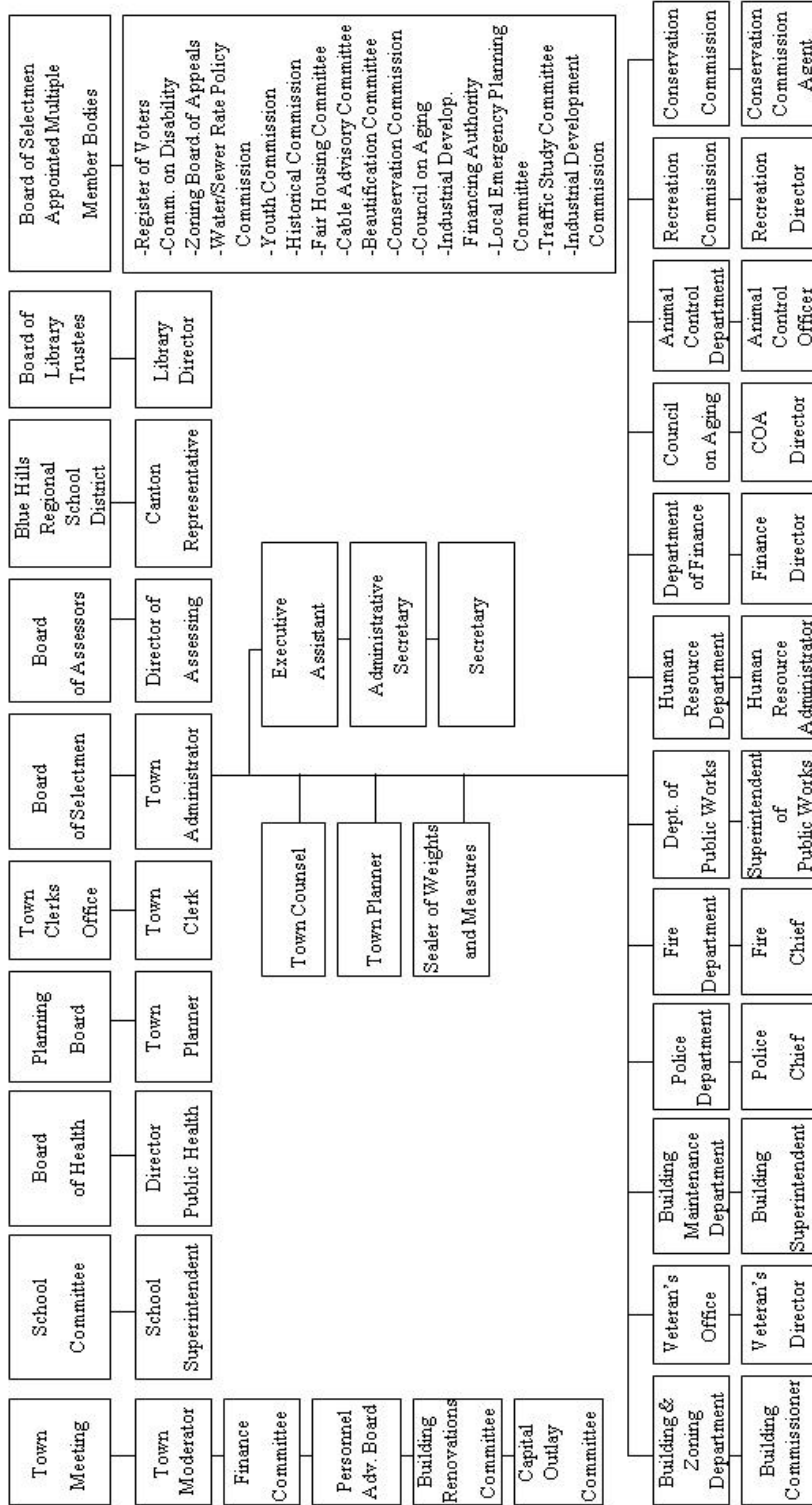 Town
Meeting
School
Committee
Board
of Health
Planning
Board
Town
Clerks
Office
Board
of Selectmen
Board
of Assessors
Blue Hills
Regional
School
District
Board of
Library
Trustees
Board of Selectmen
Appointed Multiple
Member Bodies
Town
Moderator
School
Superintendent
Director
Public Health
Town
Planner
Town
Clerk
Town
Administrator
Director of
Assessing
Canton
Representative
Library
Director
-Register of Voters
-Comm. on Disability
-Zoning Board of Appeals
-Water/Sewer Rate Policy
Commission
-Youth Commission
-Historical Commission
-Fair Housing Committee
-Cable Advisory Committee
-Beautification Committee
-Conservation Commission
-Council on Aging
-Industrial Develop.
Financing Authority
-Local Emergency Planning
Committee
-Traffic Study Committee
-Industrial Development
Commission
Finance
Committee
Personnel
Adv. Board
Building
Renovations
Committee
Capital
Outlay
Committee
Town Counsel
Town Planner
Sealer of Weights
and Measures
Executive
Assistant
Administrative
Secretary
Secretary
Building &
Zoning
Department
Veteran's
Office
Building
Maintenance
Department
Police
Department
Fire
Department
Dept. of
Public Works
Human
Resource
Department
Department
of Finance
Council
on Aging
Animal
Control
Department
Recreation
Commission
Conservation
Commission
Building
Commissioner
Veteran's
Director
Building
Superintendent
Police
Chief
Fire
Chief
Superintendent
of
Public Works
Human
Resource
Administrator
Finance
Director
COA
Director
Animal
Control
Officer
Recreation
Director
Conservation
Commission
Agent